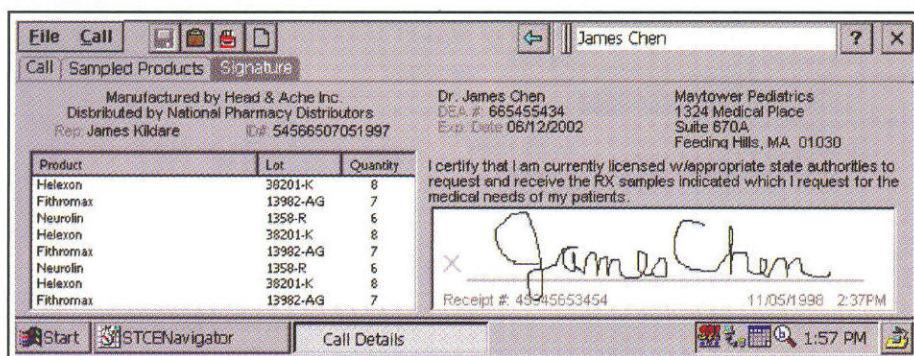 File Call
James Chen ? ×
Call Sampled Products Signature
Manufactured by Head & Ache Inc.
Disbributed by National Pharmacy Distributors
Rep: James Kildare ID#: 54566507051997
Dr. James Chen
DEA #: 665455434
Exp. Date 06/12/2002
Maytower Pediatrics
1324 Medical Place
Suite 670A
Feeding Hills, MA 01030
Product Lot Quantity
Helexon 38201-K 8
Fithromax 13982-AG 7
Neurolin 1358-R 6
Helexon 38201-K 8
Fithromax 13982-AG 7
Neurolin 1358-R 6
Helexon 38201-K 8
Fithromax 13982-AG 7
I certify that I am currently licensed w/appropriate state authorities to
request and receive the RX samples indicated which I request for the
medical needs of my patients.
X James Chen
Receipt #: 45345653454 11/05/1998 2:37PM
Start STCENavigator Call Details 1:57 PM